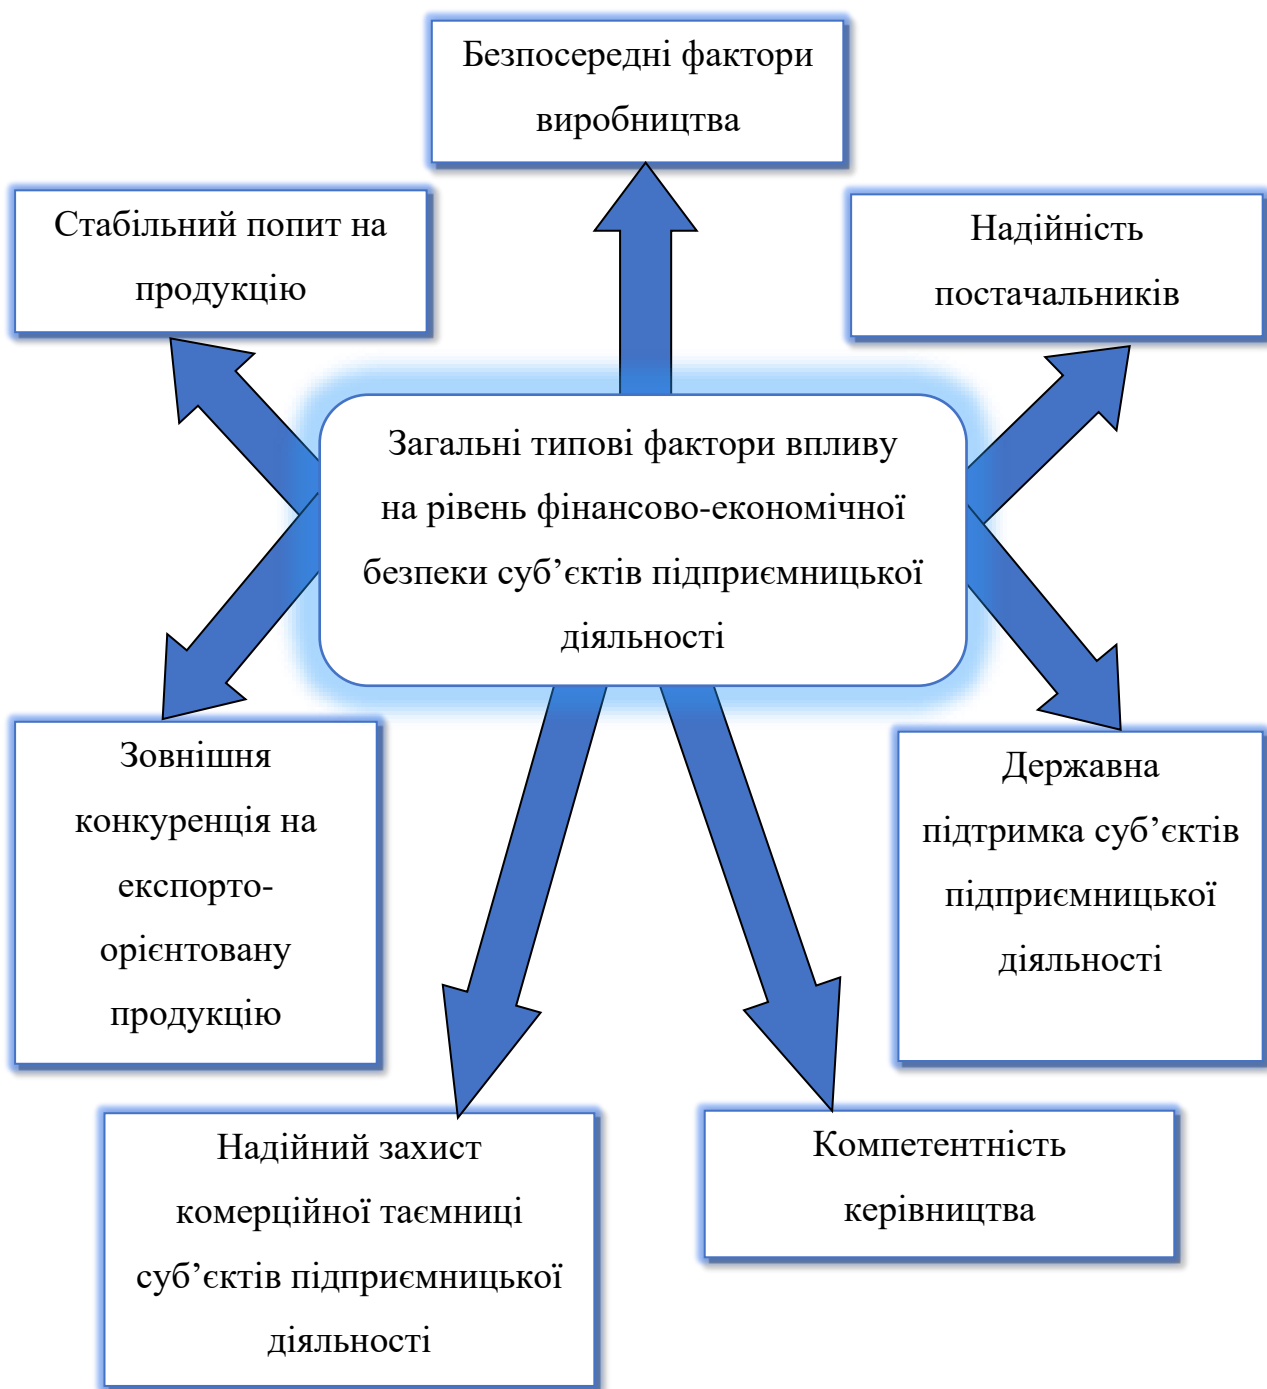 Безпосередні фактори
виробництва
Стабільний попит на
продукцію
Надійність
постачальників
Загальні типові фактори впливу
на рівень фінансово-економічної
безпеки суб’єктів підприємницької
діяльності
Зовнішня
конкуренція на
експорто-
орієнтовану
продукцію
Державна
підтримка суб’єктів
підприємницької
діяльності
Надійний захист
комерційної таємниці
суб’єктів підприємницької
діяльності
Компетентність
керівництва